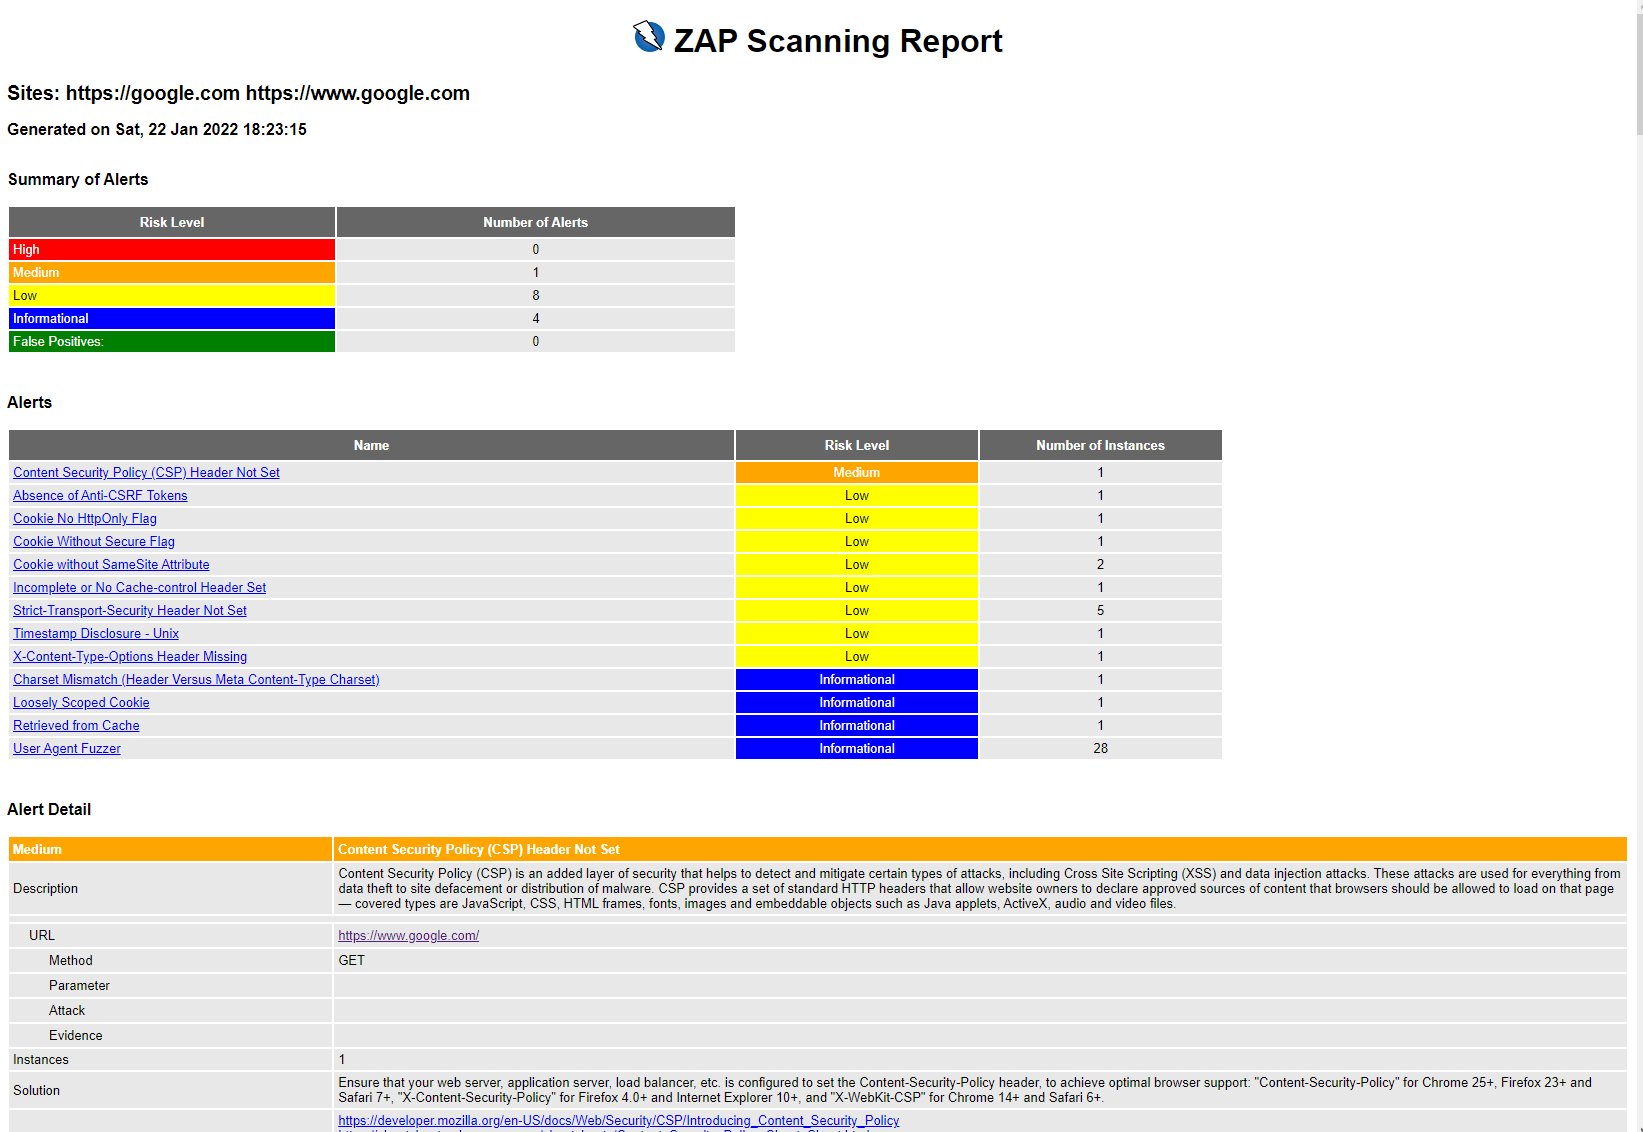 ZAP Scanning Report
Sites: https://google.com https://www.google.com
Generated on Sat, 22 Jan 2022 18:23:15
Summary of Alerts
Risk Level Number of Alerts
High 0
Medium 1
Low 8
Informational 4
False Positives: 0
Alerts
Name Risk Level Number of Instances
Content Security Policy (CSP) Header Not Set Medium 1
Absence of Anti-CSRF Tokens Low 1
Cookie No HttpOnly Flag Low 1
Cookie Without Secure Flag Low 1
Cookie without SameSite Attribute Low 2
Incomplete or No Cache-control Header Set Low 1
Strict-Transport-Security Header Not Set Low 5
Timestamp Disclosure - Unix Low 1
X-Content-Type-Options Header Missing Low 1
Charset Mismatch (Header Versus Meta Content-Type Charset) Informational 1
Loosely Scoped Cookie Informational 1
Retrieved from Cache Informational 1
User Agent Fuzzer Informational 28
Alert Detail
Medium Content Security Policy (CSP) Header Not Set
Description
Content Security Policy (CSP) is an added layer of security that helps to detect and mitigate certain types of attacks, including Cross Site Scripting (XSS) and data injection attacks. These attacks are used for everything from
data theft to site defacement or distribution of malware. CSP provides a set of standard HTTP headers that allow website owners to declare approved sources of content that browsers should be allowed to load on that page
— covered types are JavaScript, CSS, HTML frames, fonts, images and embeddable objects such as Java applets, ActiveX, audio and video files.
URL https://www.google.com/
Method GET
Parameter
Attack
Evidence
Instances 1
Solution
Ensure that your web server, application server, load balancer, etc. is configured to set the Content-Security-Policy header, to achieve optimal browser support: "Content-Security-Policy" for Chrome 25+, Firefox 23+ and
Safari 7+, "X-Content-Security-Policy" for Firefox 4.0+ and Internet Explorer 10+, and "X-WebKit-CSP" for Chrome 14+ and Safari 6+.
https://developer.mozilla.org/en-US/docs/Web/Security/CSP/Introducing_Content_Security_Policy